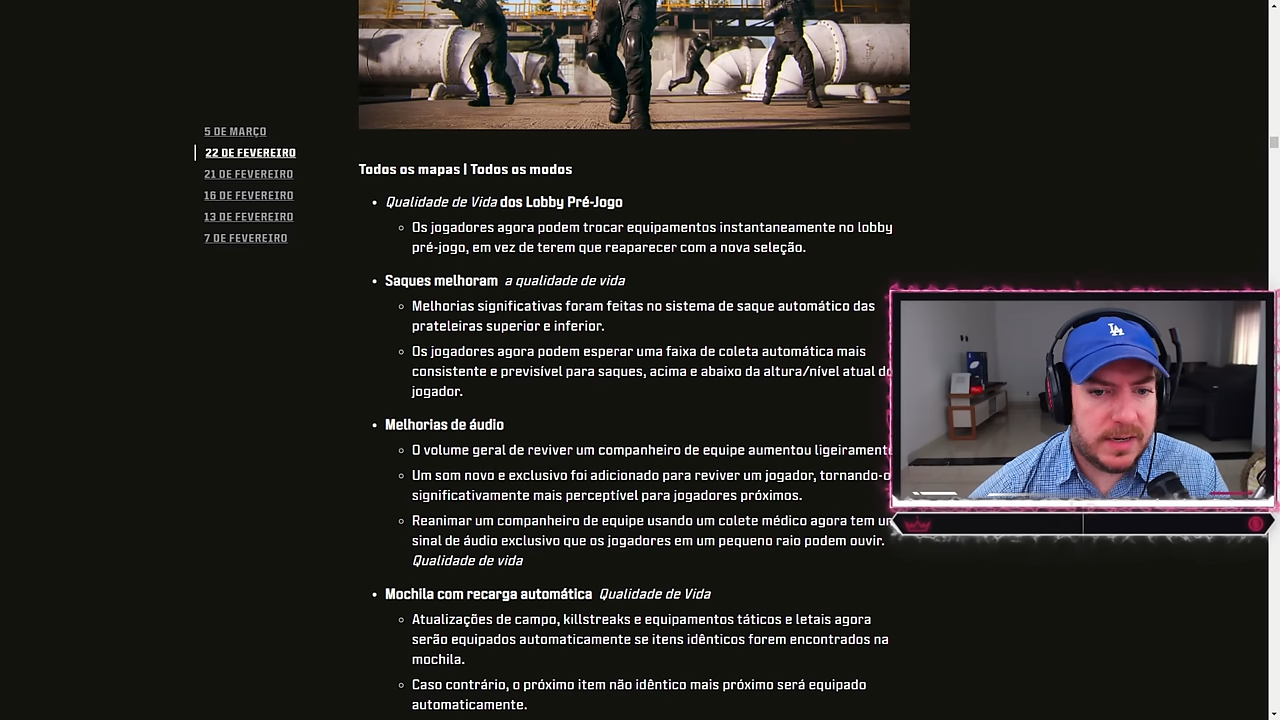 5 DE MARÇO
22 DE FEVEREIRO
21 DE FEVEREIRO
16 DE FEVEREIRO
13 DE FEVEREIRO
7 DE FEVEREIRO
Todos os mapas | Todos os modos
• Qualidade de Vida dos Lobby Pré-Jogo
Os jogadores agora podem trocar equipamentos instantaneamente no lobby
pré-jogo, em vez de terem que reaparecer com a nova seleção.
• Saques melhoram a qualidade de vida
Melhorias significativas foram feitas no sistema de saque automático das
prateleiras superior e inferior.
Os jogadores agora podem esperar uma faixa de coleta automática mais
consistente e previsível para saques, acima e abaixo da altura/nível atual do
jogador.
• Melhorias de áudio
O volume geral de reviver um companheiro de equipe aumentou
Um som novo e exclusivo foi adicionado para reviver um jogador, tornando-o
significativamente mais perceptível para jogadores próximos.
Reanimar um companheiro de equipe usando um colete médico agora tem
sinal de áudio exclusivo que os jogadores em um pequeno raio podem ouvir.
Qualidade de vida
• Mochila com recarga automática Qualidade de Vida
Atualizações de campo, killstreaks e equipamentos táticos e letais agora
serão equipados automaticamente se itens idênticos forem encontrados na
mochila.
Caso contrário, o próximo item não idêntico mais próximo será equipado
automaticamente.
LA